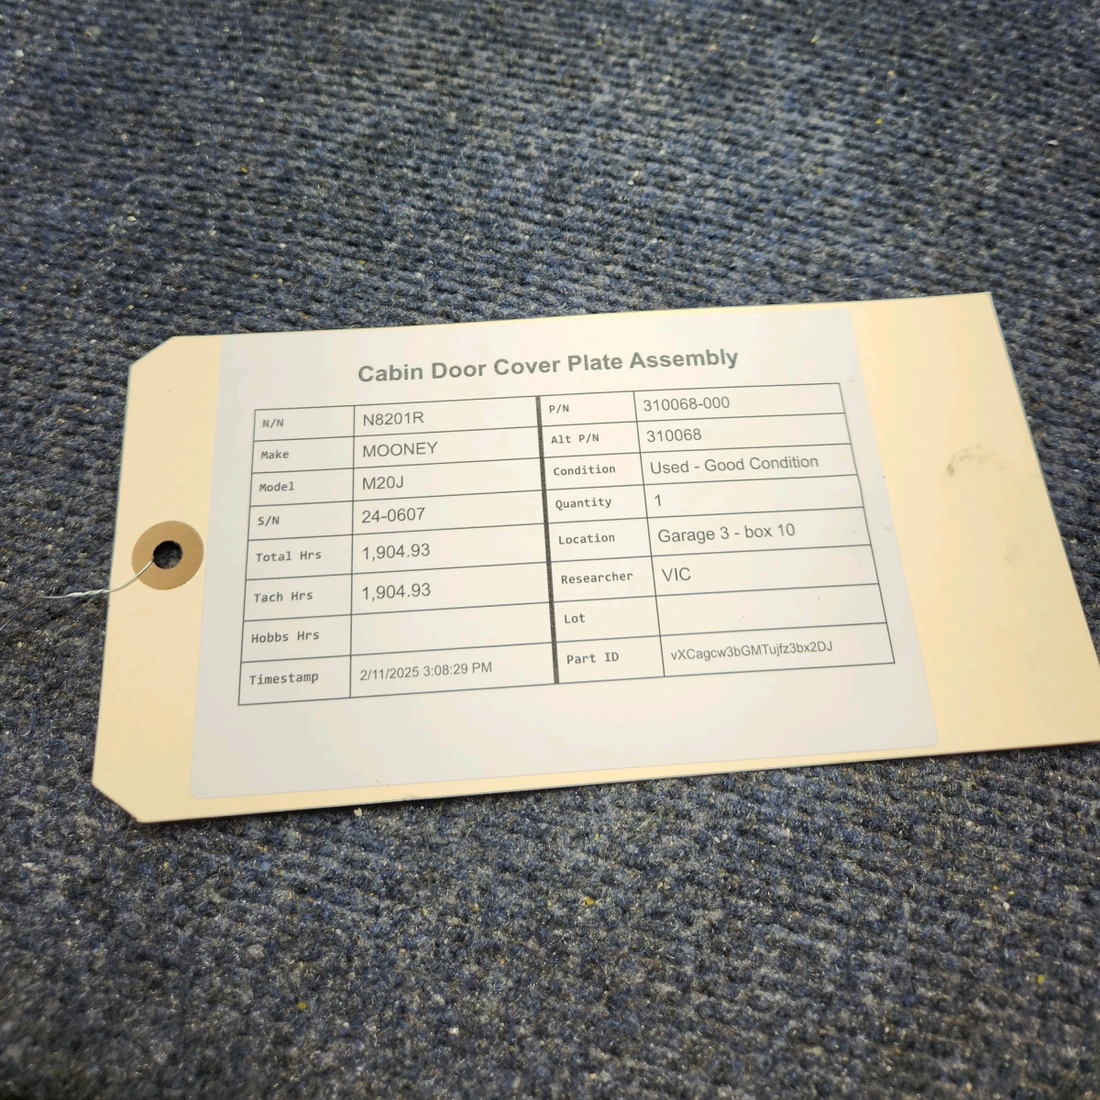 Cabin Door Cover Plate Assembly
N/N N8201R P/N 310068-000
Make MOONEY Alt P/N 310068
Model M20J Condition Used - Good Condition
S/N 24-0607 Quantity 1
Total Hrs 1,904.93 Location Garage 3 - box 10
Tach Hrs 1,904.93 Researcher VIC
Hobbs Hrs Lot
Timestamp 2/11/2025 3:08:29 PM Part ID vXCagcw3bGMTujfz3bx2DJ